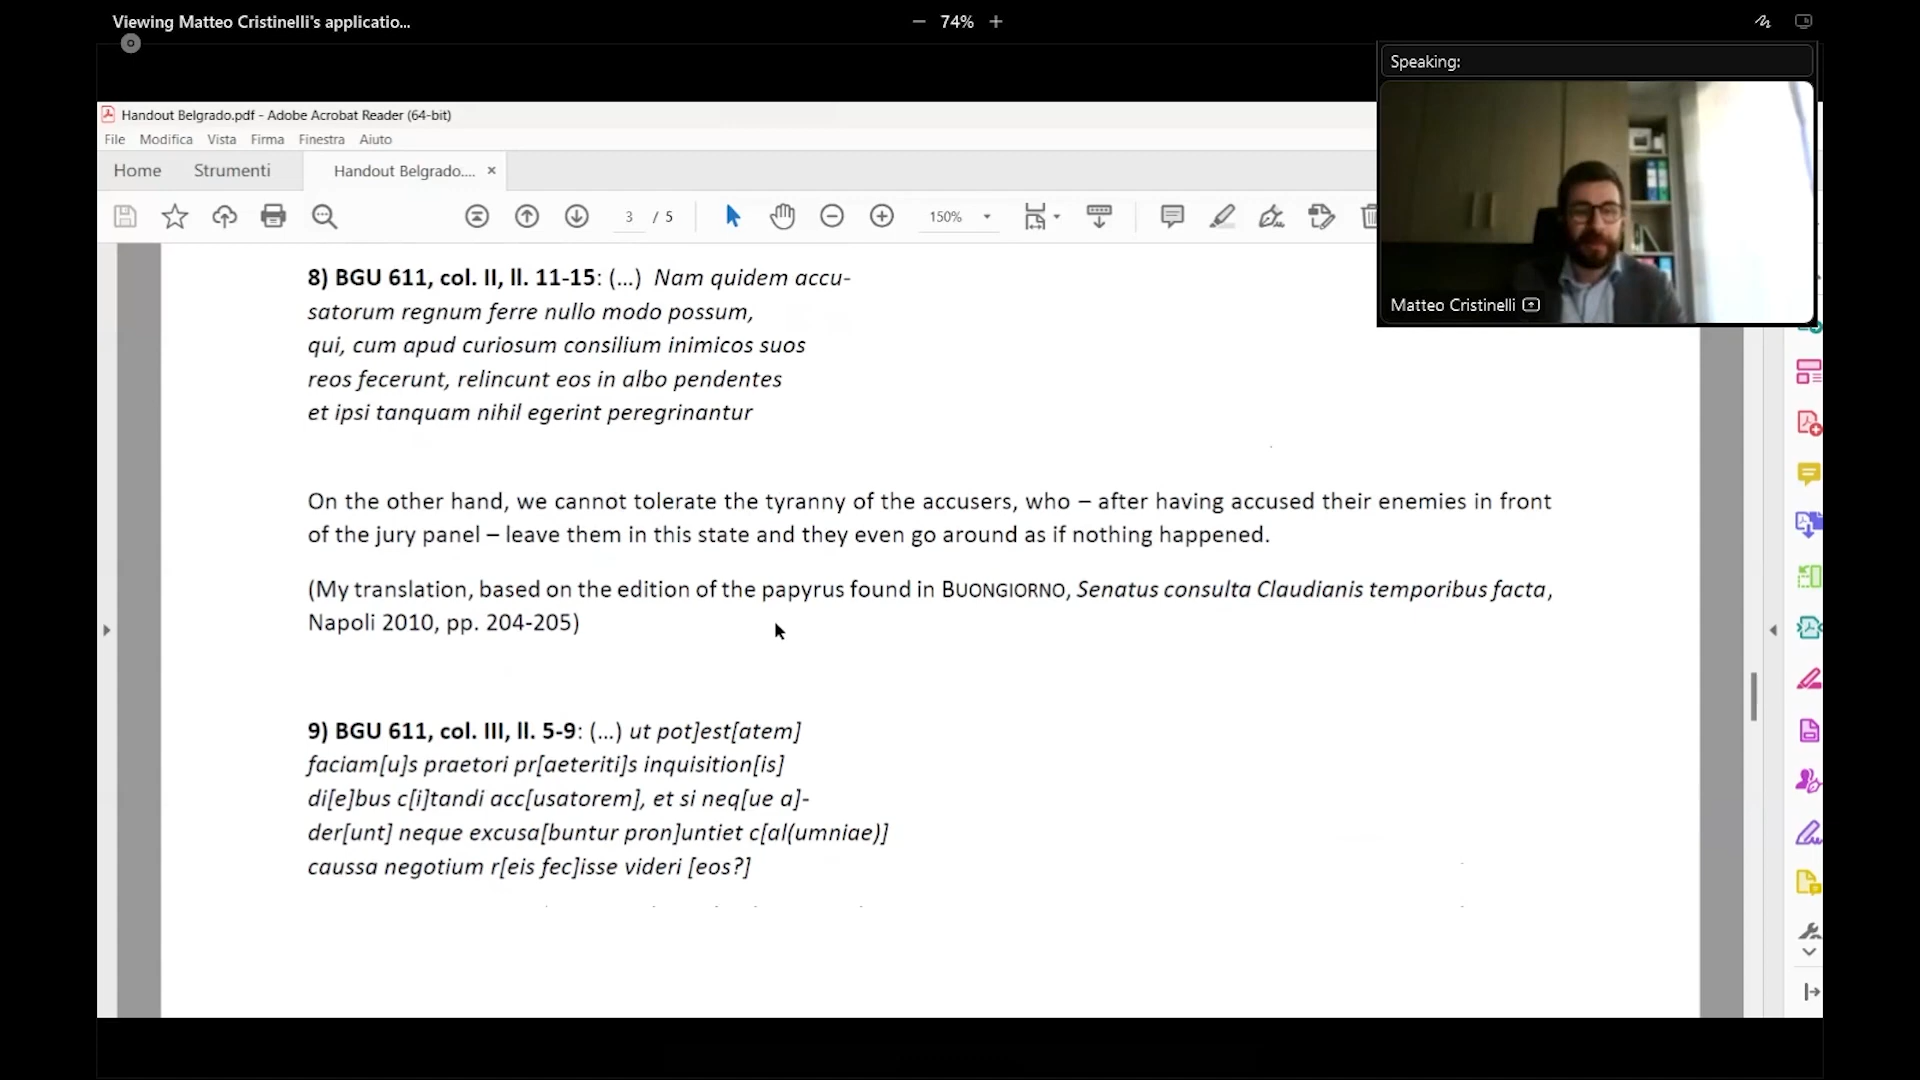 Viewing Matteo Cristinelli's applicatio...
74%
Speaking:
Matteo Cristinelli
Handout Belgrado.pdf - Adobe Acrobat Reader (64-bit)
File Modifica Vista Firma Finestra Aiuto
Home Strumenti Handout Belgrado....
3 / 5 150%
8) BGU 611, col. II, ll. 11-15: (...) Nam quidem accu-
satorum regnum ferre nullo modo possum,
qui, cum apud curiosum consilium inimicos suos
reos fecerunt, relincunt eos in albo pendentes
et ipsi tanquam nihil egerint peregrinantur
On the other hand, we cannot tolerate the tyranny of the accusers, who – after having accused their enemies in front
of the jury panel – leave them in this state and they even go around as if nothing happened.
(My translation, based on the edition of the papyrus found in BUONGIORNO, Senatus consulta Claudianis temporibus facta,
Napoli 2010, pp. 204-205)
9) BGU 611, col. III, ll. 5-9: (...) ut pot]est[atem]
faciam[u]s praetori pr[aeteriti]s inquisition[is]
di[e]bus c[i]tandi acc[usatorem], et si neq[ue a]-
der[unt] neque excusa[buntur pron]untiet c[al(umniae)]
caussa negotium r[eis fec]isse videri [eos?]